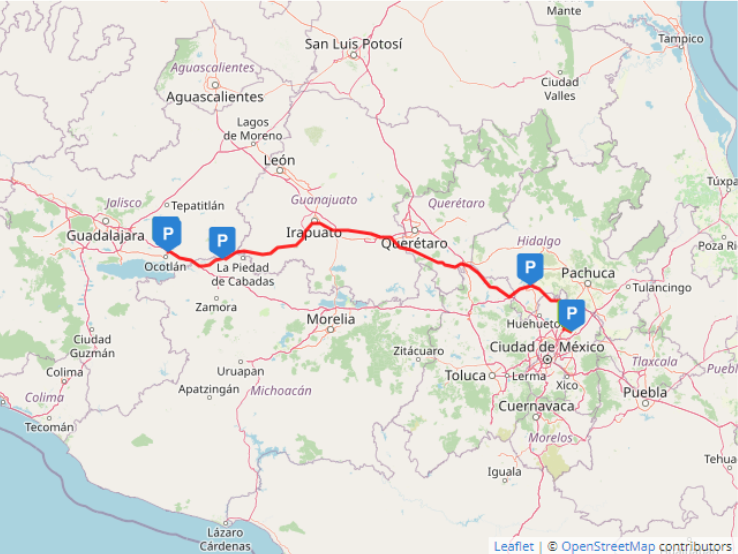 Mante
San Luis Potosí
Tampico
Aguascalientes
Aguascalientes
Ciudad
Valles
Lagos
de Moreno
León
Túxpa
Jalisco
Tepatitlán
Guanajuato
Querétaro
P
P
Guadalajara
Irapuato
Querétaro
Hidalgo
Poza Ri
Ocotlán
La Piedad
de Cabadas
P
Pachuca
Tulancingo
Zamora
P
Morelia
Huehueto
Ciudad
Guzmán
Zitácuaro
Ciudad de México
Tlaxcala
Colima
Uruapan
Toluca
Lerma
Xico
Puebl
Apatzingán
Michoacán
Puebla
Colima
Cuernavaca
Tecomán
Morelos
Iguala
Tehua
Lázaro
Cárdenas
Leaflet | © OpenStreetMap contributors